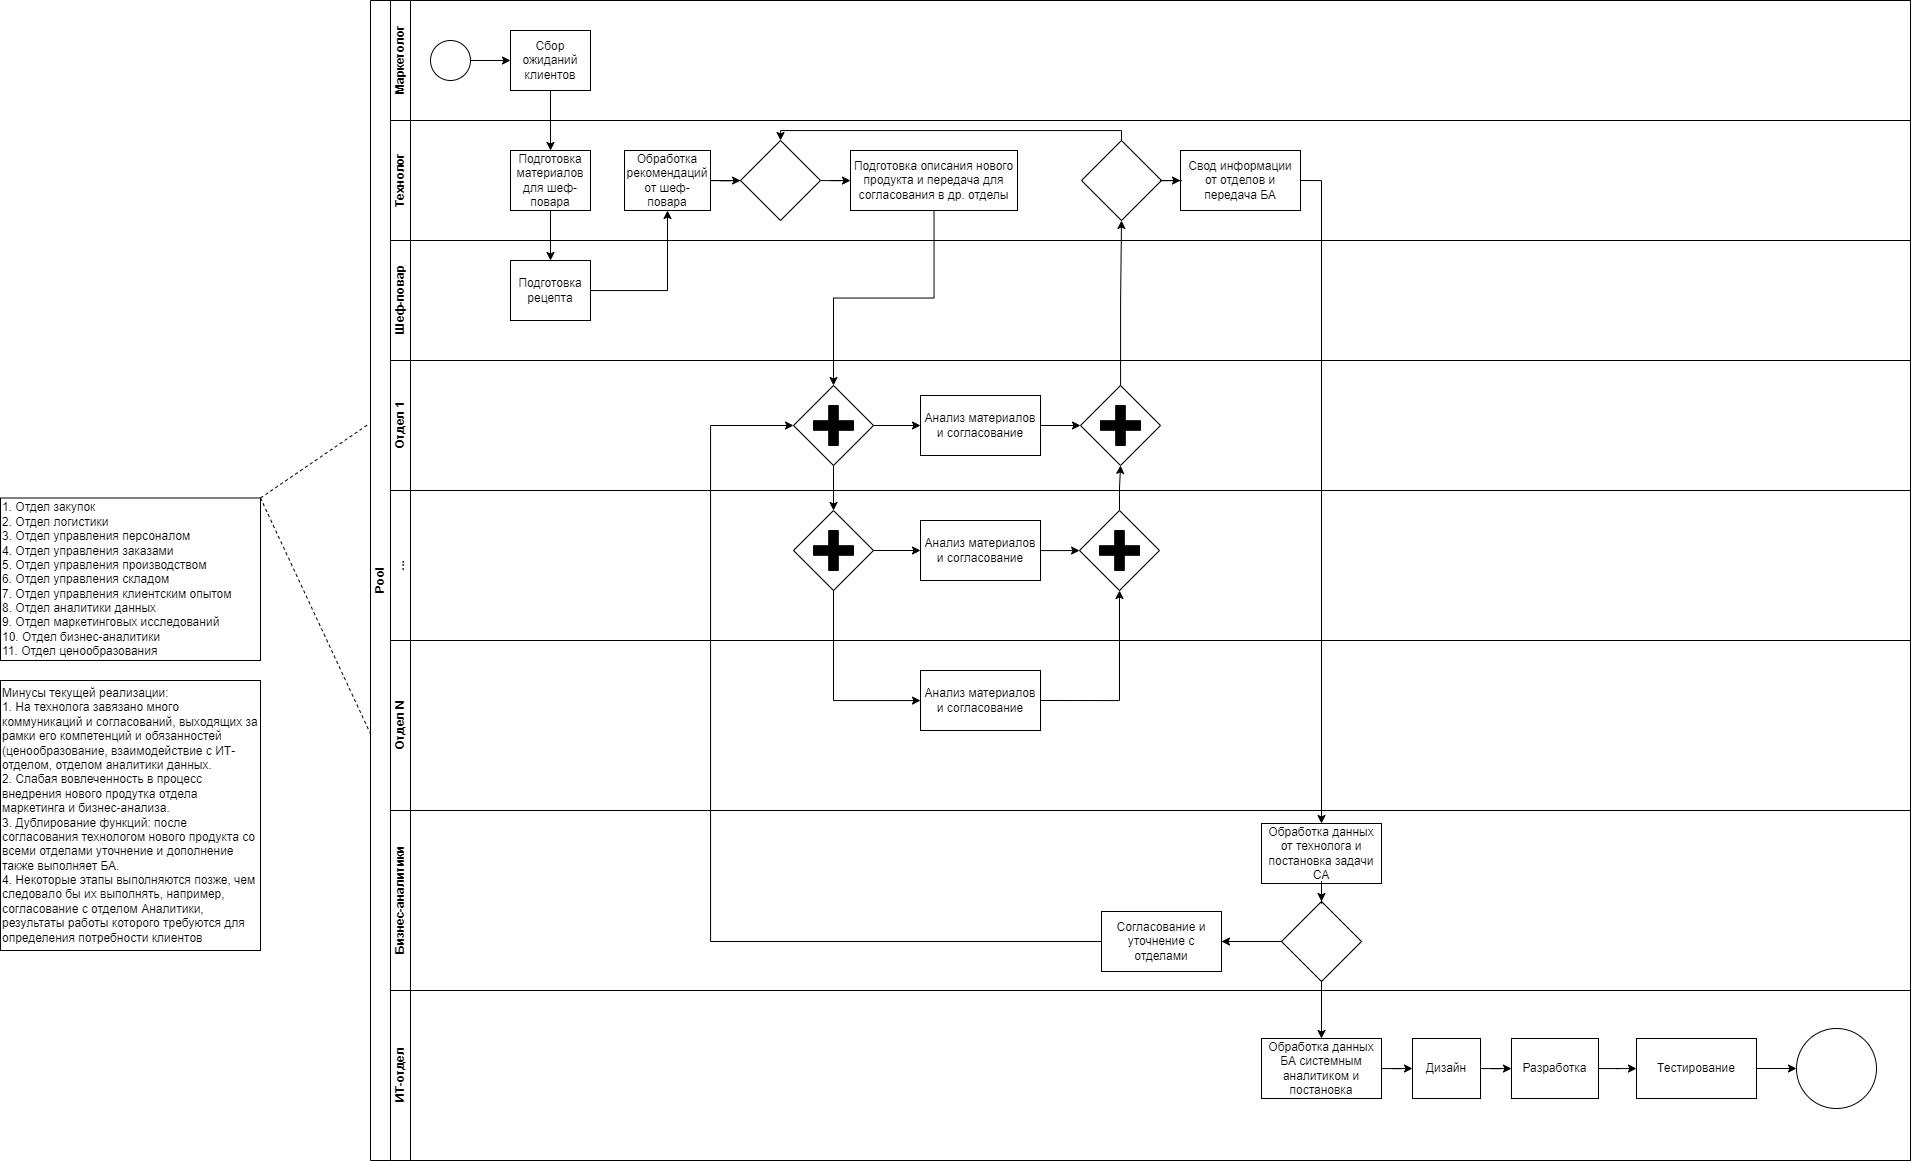 Pool
Маркетолог
Сбор
ожиданий
клиентов
Технолог
Подготовка
материалов
для шеф-
повара
Обработка
рекомендаций
от шеф-
повара
Подготовка описания нового
продукта и передача для
согласования в др. отделы
Свод информации
от отделов и
передача БА
Шеф-повар
Подготовка
рецепта
Отдел 1
Анализ материалов
и согласование
...
Анализ материалов
и согласование
Отдел N
Анализ материалов
и согласование
Бизнес-аналитики
Обработка данных
от технолога и
постановка задачи
СА
Согласование и
уточнение с
отделами
ИТ-отдел
Обработка данных
БА системным
аналитиком и
постановка
Дизайн
Разработка
Тестирование
1. Отдел закупок
2. Отдел логистики
3. Отдел управления персоналом
4. Отдел управления заказами
5. Отдел управления производством
6. Отдел управления складом
7. Отдел управления клиентским опытом
8. Отдел аналитики данных
9. Отдел маркетинговых исследований
10. Отдел бизнес-аналитики
11. Отдел ценообразования
Минусы текущей реализации:
1. На технолога завязано много
коммуникаций и согласований, выходящих за
рамки его компетенций и обязанностей
(ценообразование, взаимодействие с ИТ-
отделом, отделом аналитики данных.
2. Слабая вовлеченность в процесс
внедрения нового продутка отдела
маркетинга и бизнес-анализа.
3. Дублирование функций: после
согласования технологом нового продукта со
всеми отделами уточнение и дополнение
также выполняет БА.
4. Некоторые этапы выполняются позже, чем
следовало бы их выполнять, например,
согласование с отделом Аналитики,
результаты работы которого требуются для
определения потребности клиентов